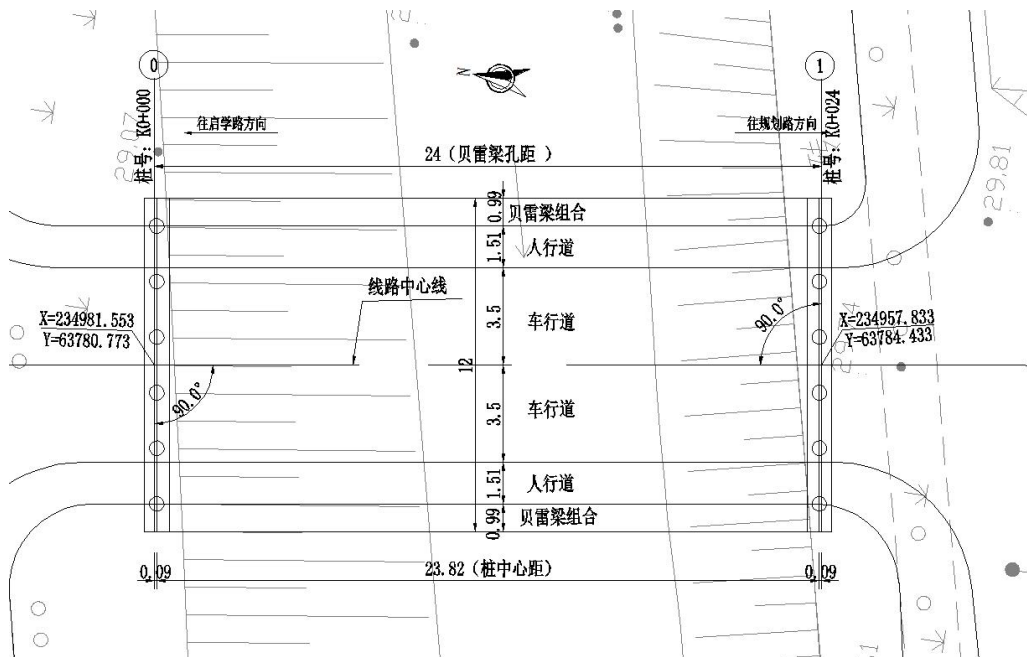 0
1
N
桩号: K0+000
往启学路方向
往规划路方向
桩号: K0+024
29.07
24 (贝雷梁孔距 )
29.81
0.99
贝雷梁组合
1.51
人行道
线路中心线
3.5
车行道
90.0°
X=234981.553
Y=63780.773
X=234957.833
Y=63784.433
12
90.0°
3.5
车行道
1.51
人行道
0.99
贝雷梁组合
0.09
23.82 (桩中心距)
0.09